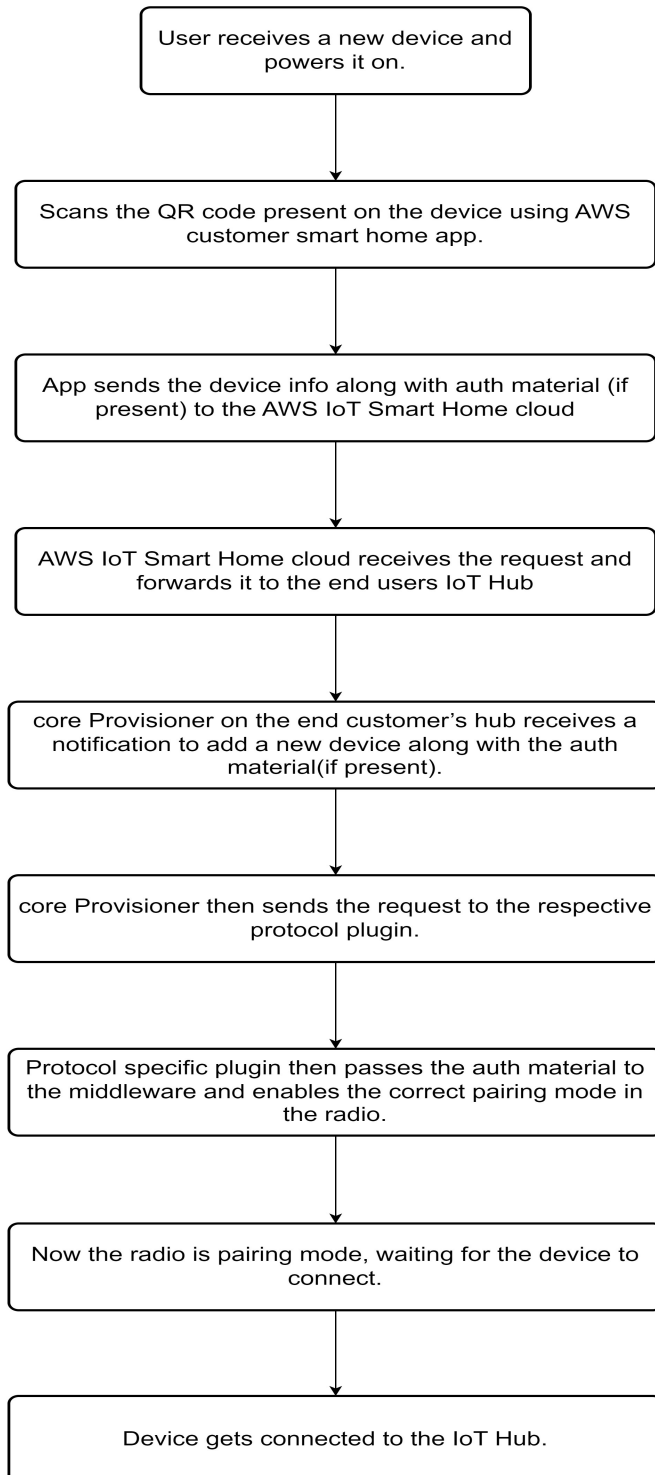 User receives a new device and
powers it on.
Scans the QR code present on the device using AWS
customer smart home app.
App sends the device info along with auth material (if
present) to the AWS IoT Smart Home cloud
AWS IoT Smart Home cloud receives the request and
forwards it to the end users IoT Hub
core Provisioner on the end customer’s hub receives a
notification to add a new device along with the auth
material(if present).
core Provisioner then sends the request to the respective
protocol plugin.
Protocol specific plugin then passes the auth material to
the middleware and enables the correct pairing mode in
the radio.
Now the radio is pairing mode, waiting for the device to
connect.
Device gets connected to the IoT Hub.